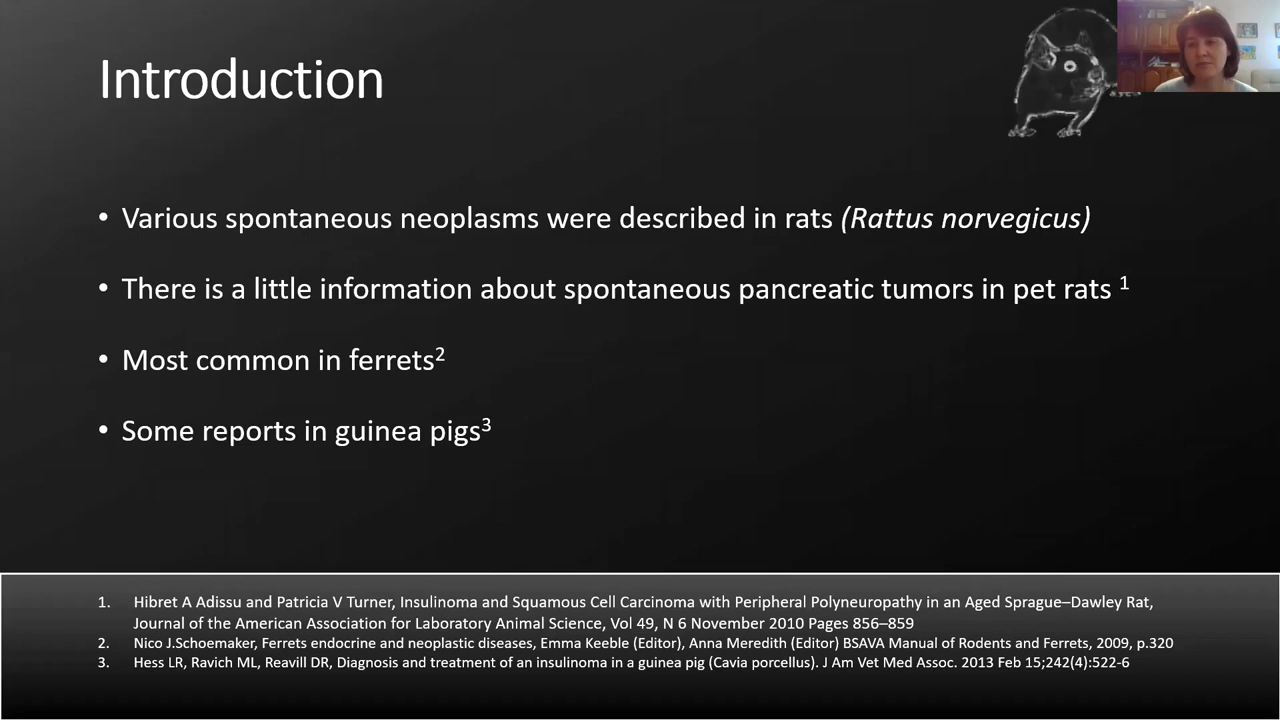 Introduction
• Various spontaneous neoplasms were described in rats (Rattus norvegicus)
• There is a little information about spontaneous pancreatic tumors in pet rats ¹
• Most common in ferrets²
• Some reports in guinea pigs³
1. Hibret A Adissu and Patricia V Turner, Insulinoma and Squamous Cell Carcinoma with Peripheral Polyneuropathy in an Aged Sprague–Dawley Rat,
Journal of the American Association for Laboratory Animal Science, Vol 49, N 6 November 2010 Pages 856–859
2. Nico J.Schoemaker, Ferrets endocrine and neoplastic diseases, Emma Keeble (Editor), Anna Meredith (Editor) BSAVA Manual of Rodents and Ferrets, 2009, p.320
3. Hess LR, Ravich ML, Reavill DR, Diagnosis and treatment of an insulinoma in a guinea pig (Cavia porcellus). J Am Vet Med Assoc. 2013 Feb 15;242(4):522-6